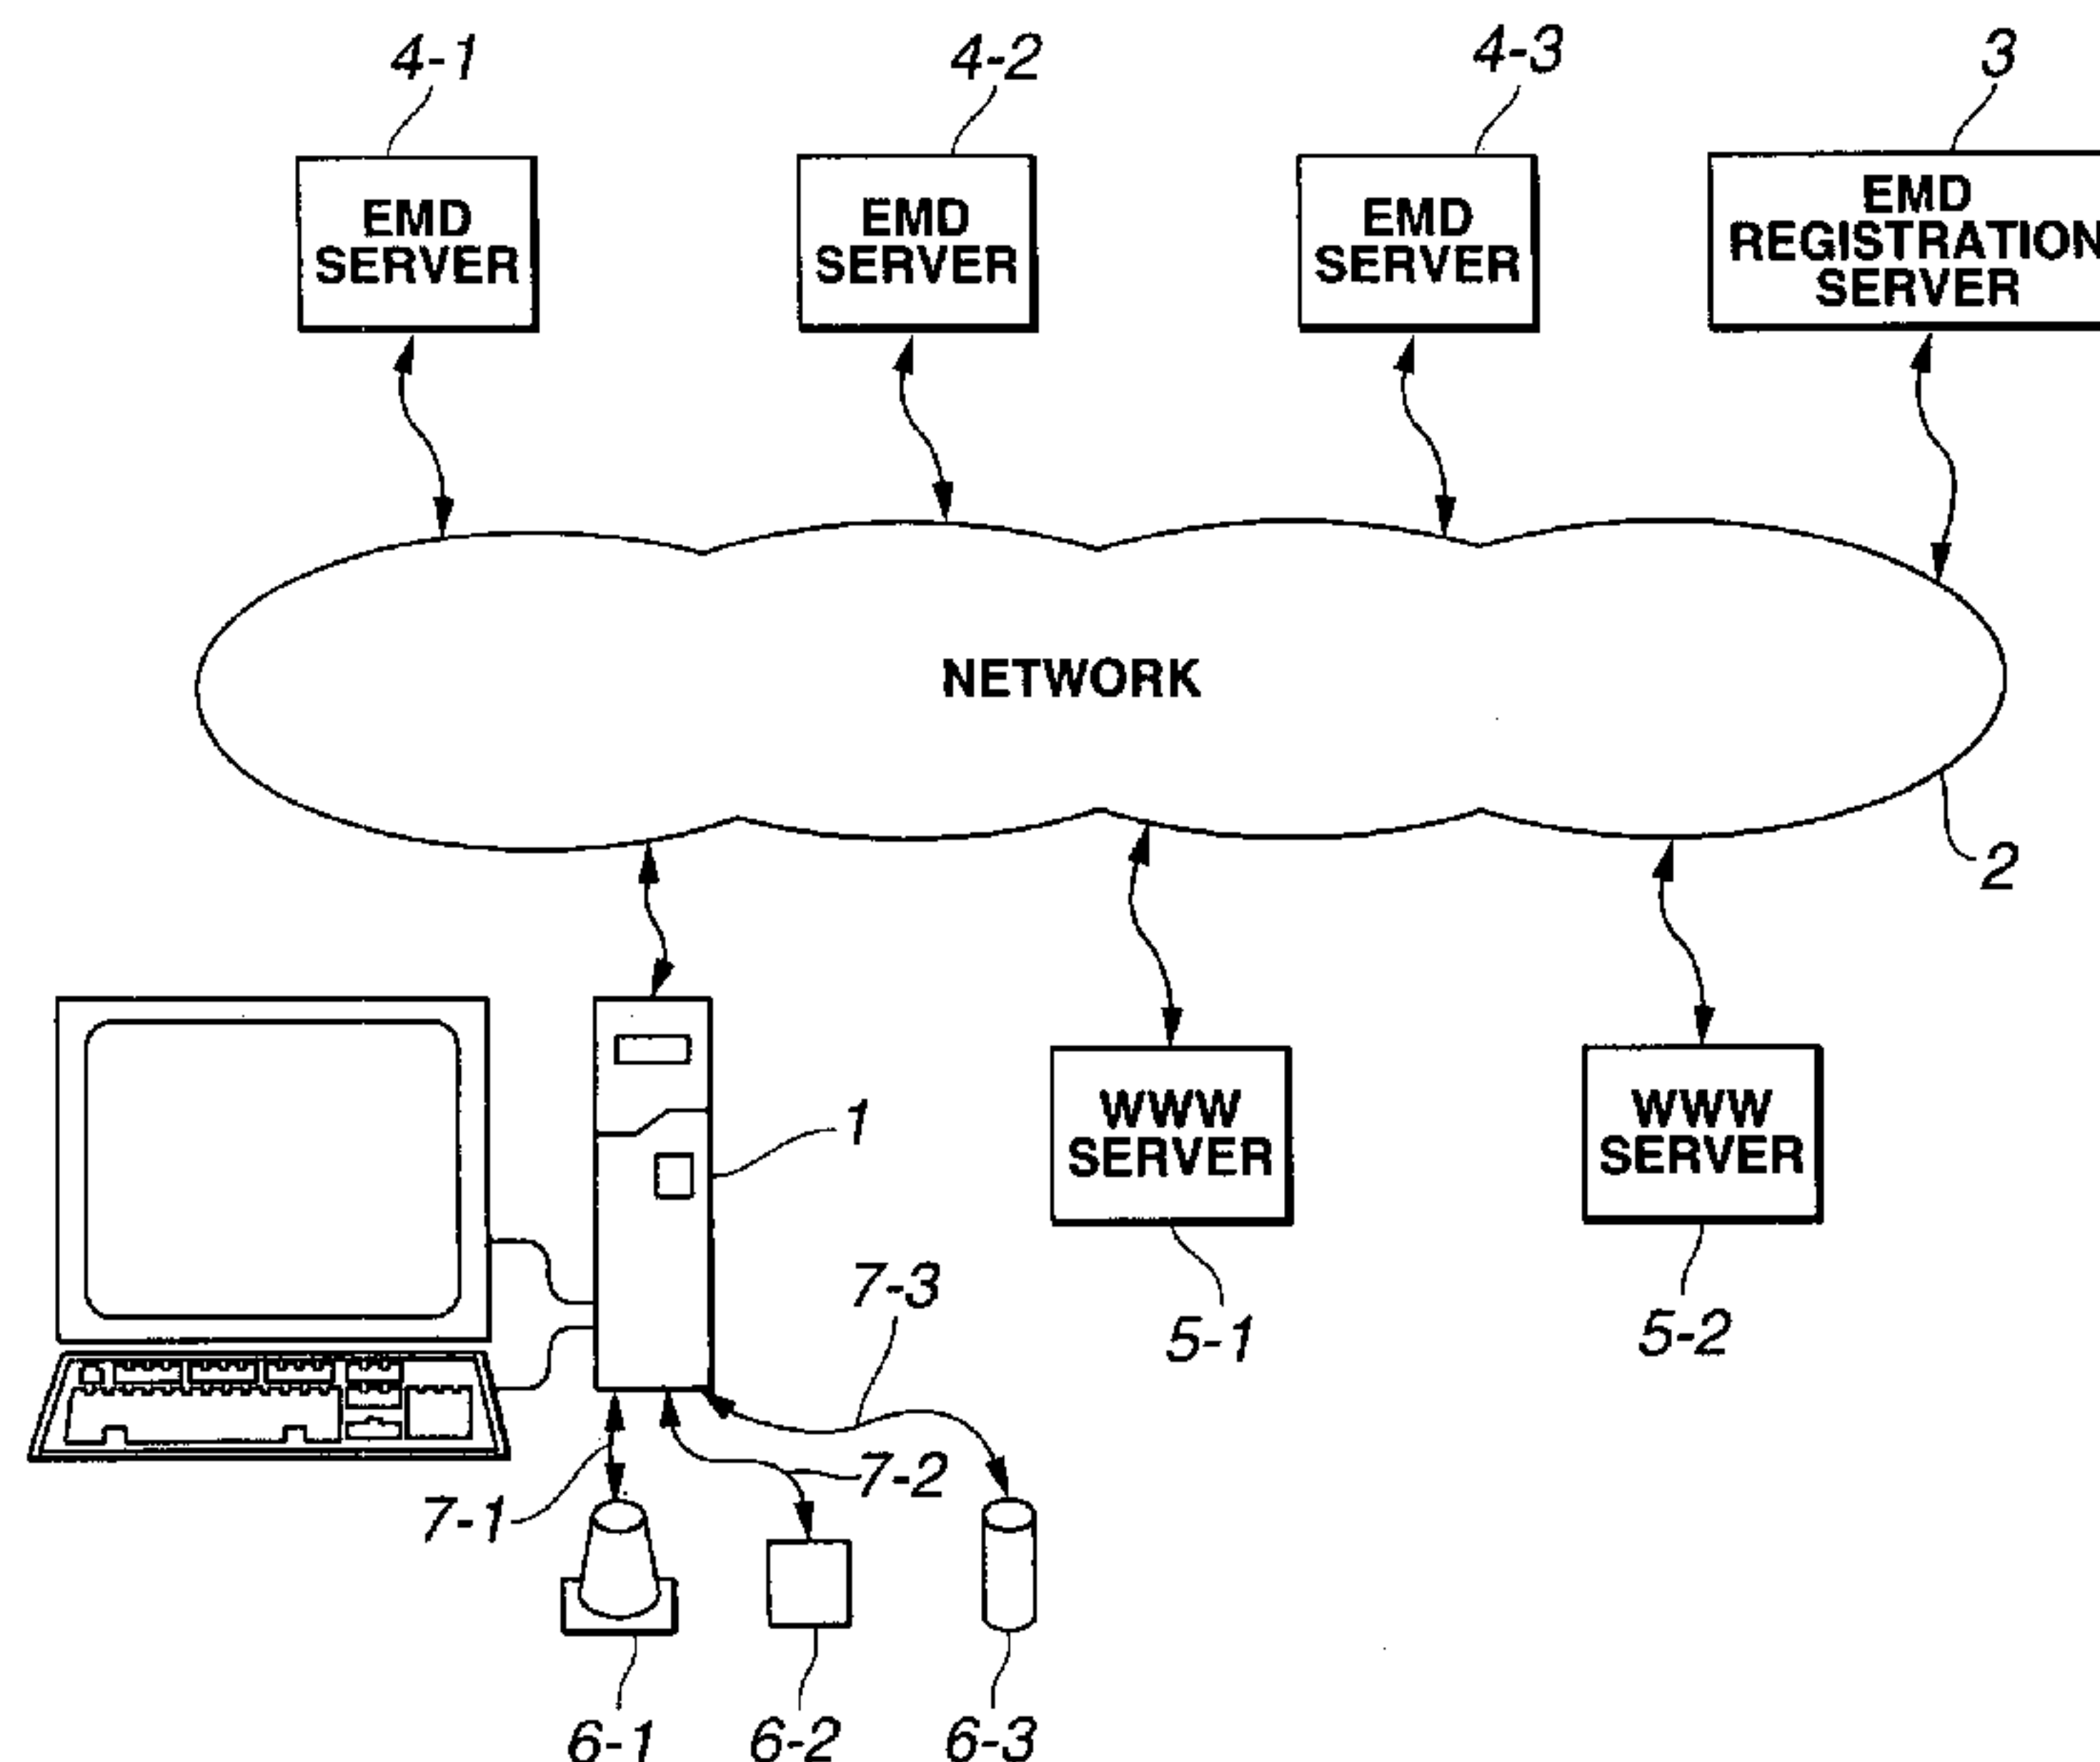 4-1
4-2
4-3
3
EMD
SERVER
EMD
SERVER
EMD
SERVER
EMD
REGISTRATION
SERVER
NETWORK
2
1
WWW
SERVER
WWW
SERVER
7-3
5-1
5-2
7-2
7-1
6-1
6-2
6-3